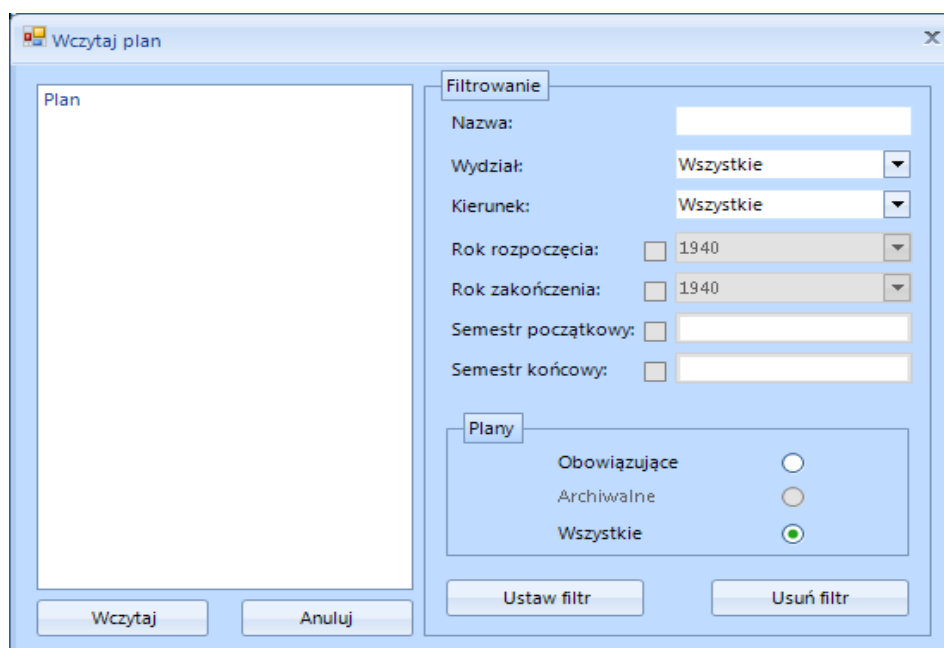 Wczytaj plan
Plan
Filtrowanie
Nazwa:
Wydział: Wszystkie
Kierunek: Wszystkie
Rok rozpoczęcia: 1940
Rok zakończenia: 1940
Semestr początkowy:
Semestr końcowy:
Plany
Obowiązujące
Archiwalne
Wszystkie
Ustaw filtr Usuń filtr
Wczytaj Anuluj